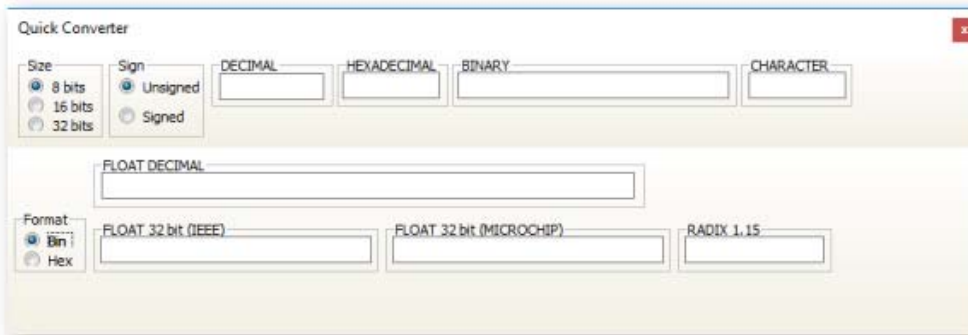 Quick Converter
x
Size
8 bits
16 bits
32 bits
Sign
Unsigned
Signed
DECIMAL
HEXADECIMAL
BINARY
CHARACTER
FLOAT DECIMAL
Format
Bin
Hex
FLOAT 32 bit (IEEE)
FLOAT 32 bit (MICROCHIP)
RADIX 1.15